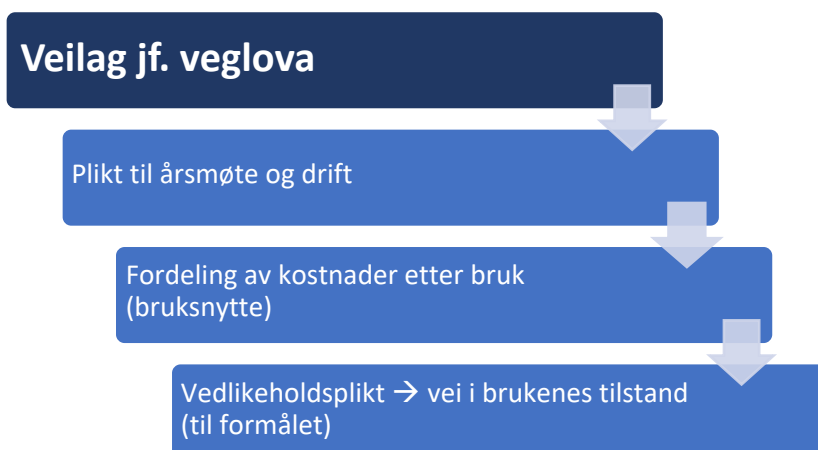 Veilag jf. veglova
Plikt til årsmøte og drift
Fordeling av kostnader etter bruk
(bruksnytte)
Vedlikeholdsplikt → vei i brukenes tilstand
(til formålet)